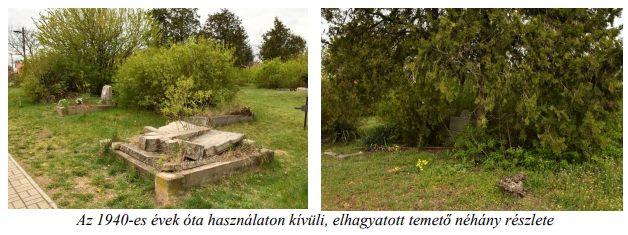 Az 1940-es évek óta használaton kívüli, elhagyatott temető néhány részlete